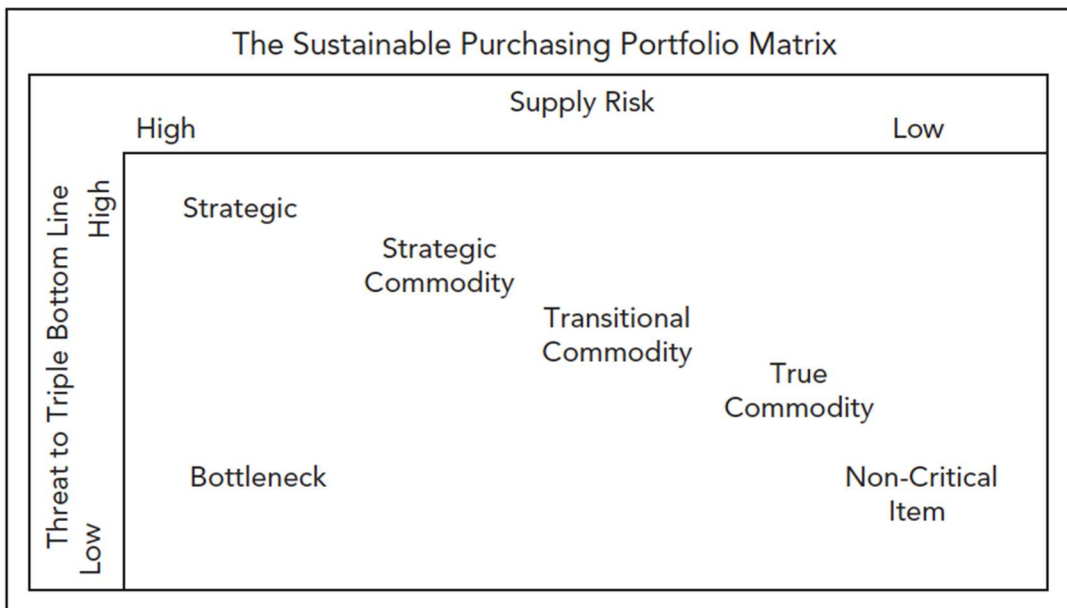 The Sustainable Purchasing Portfolio Matrix
Supply Risk
High
Low
Threat to Triple Bottom Line
High
Low
Strategic
Strategic
Commodity
Transitional
Commodity
True
Commodity
Bottleneck
Non-Critical
Item